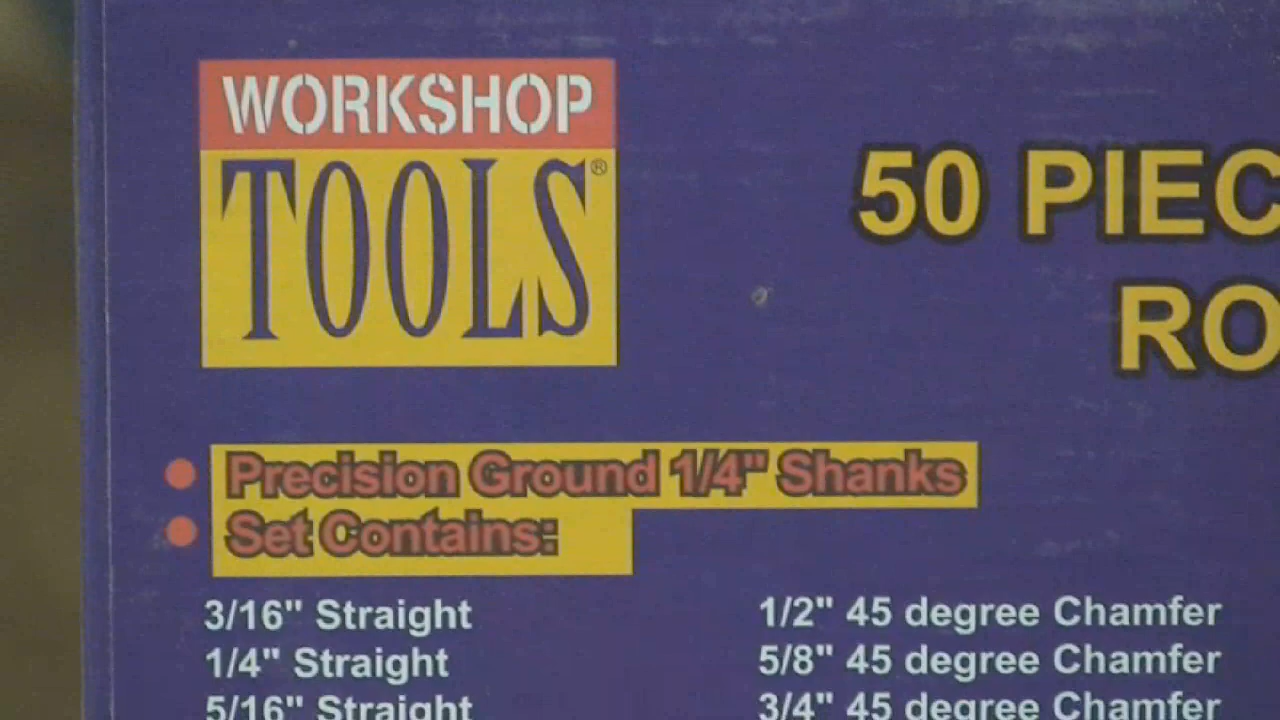 WORKSHOP
TOOLS®
50 PIEC
RO
Precision Ground 1/4" Shanks
Set Contains:
3/16" Straight
1/4" Straight
5/16" Straight
1/2" 45 degree Chamfer
5/8" 45 degree Chamfer
3/4" 45 degree Chamfer